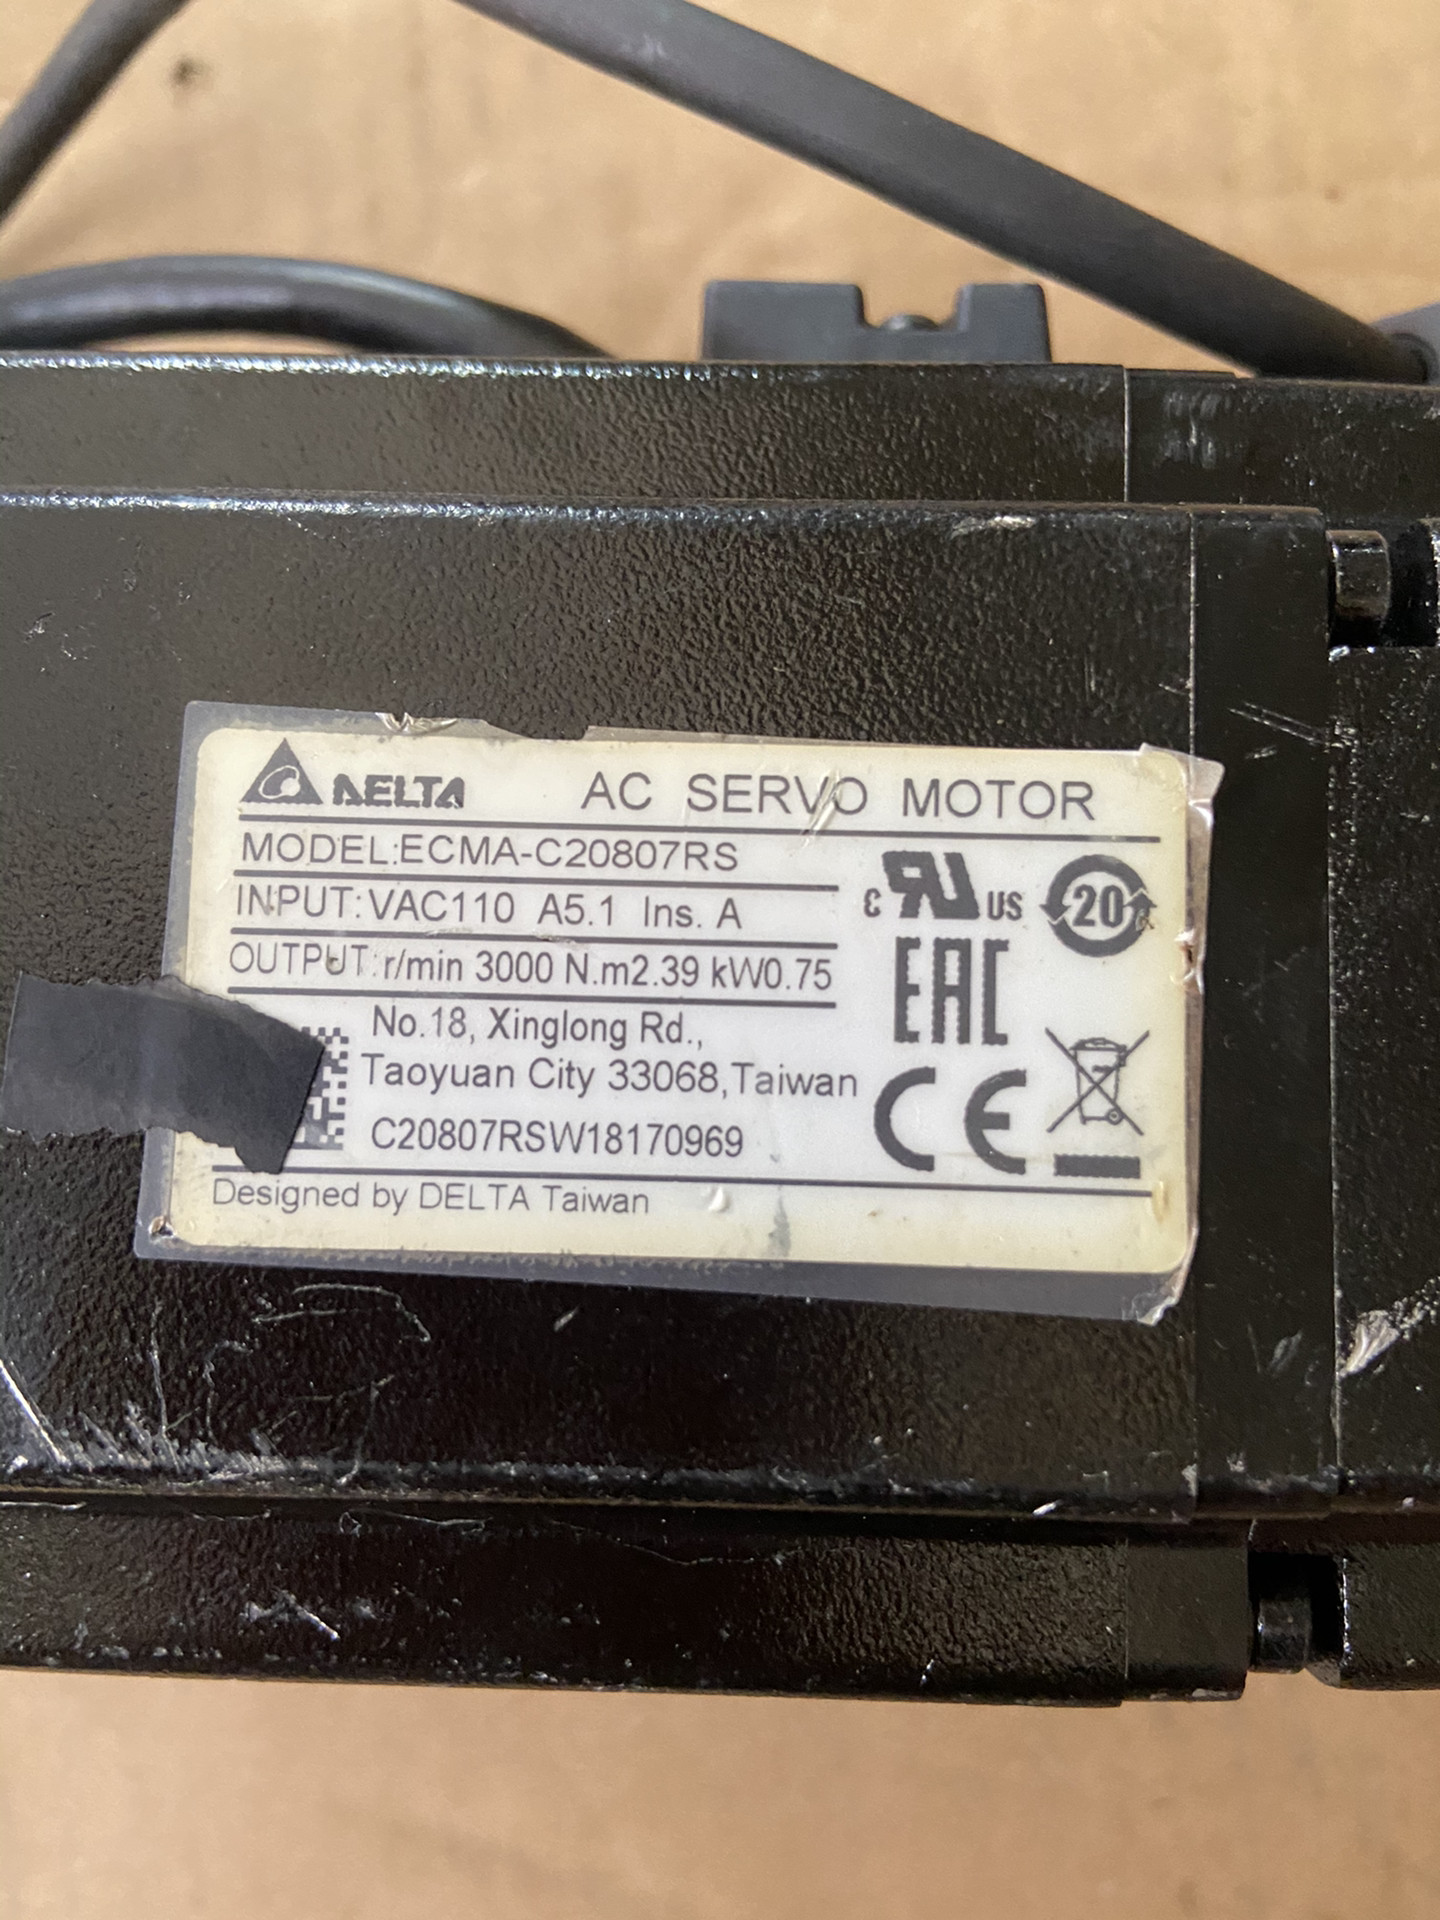 DELTA AC SERVO MOTOR
MODEL:ECMA-C20807RS
INPUT:VAC110 A5.1 Ins. A
OUTPUT:r/min 3000 N.m2.39 kW0.75
c RU US 20
EAC
No.18, Xinglong Rd.,
Taoyuan City 33068,Taiwan
CE
C20807RSW18170969
Designed by DELTA Taiwan